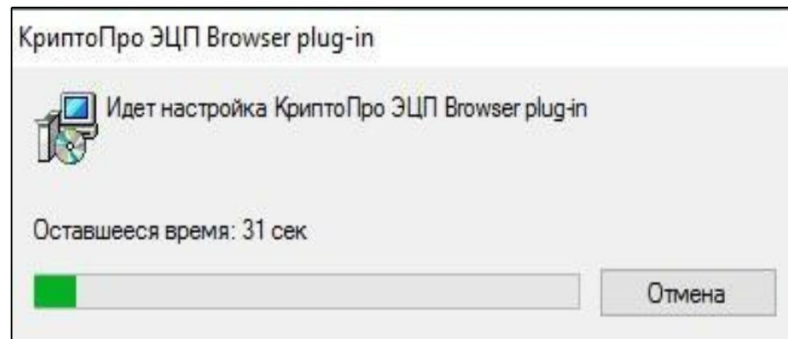 КриптоПро ЭЦП Browser plug-in
Идет настройка КриптоПро ЭЦП Browser plug-in
Оставшееся время: 31 сек
Отмена